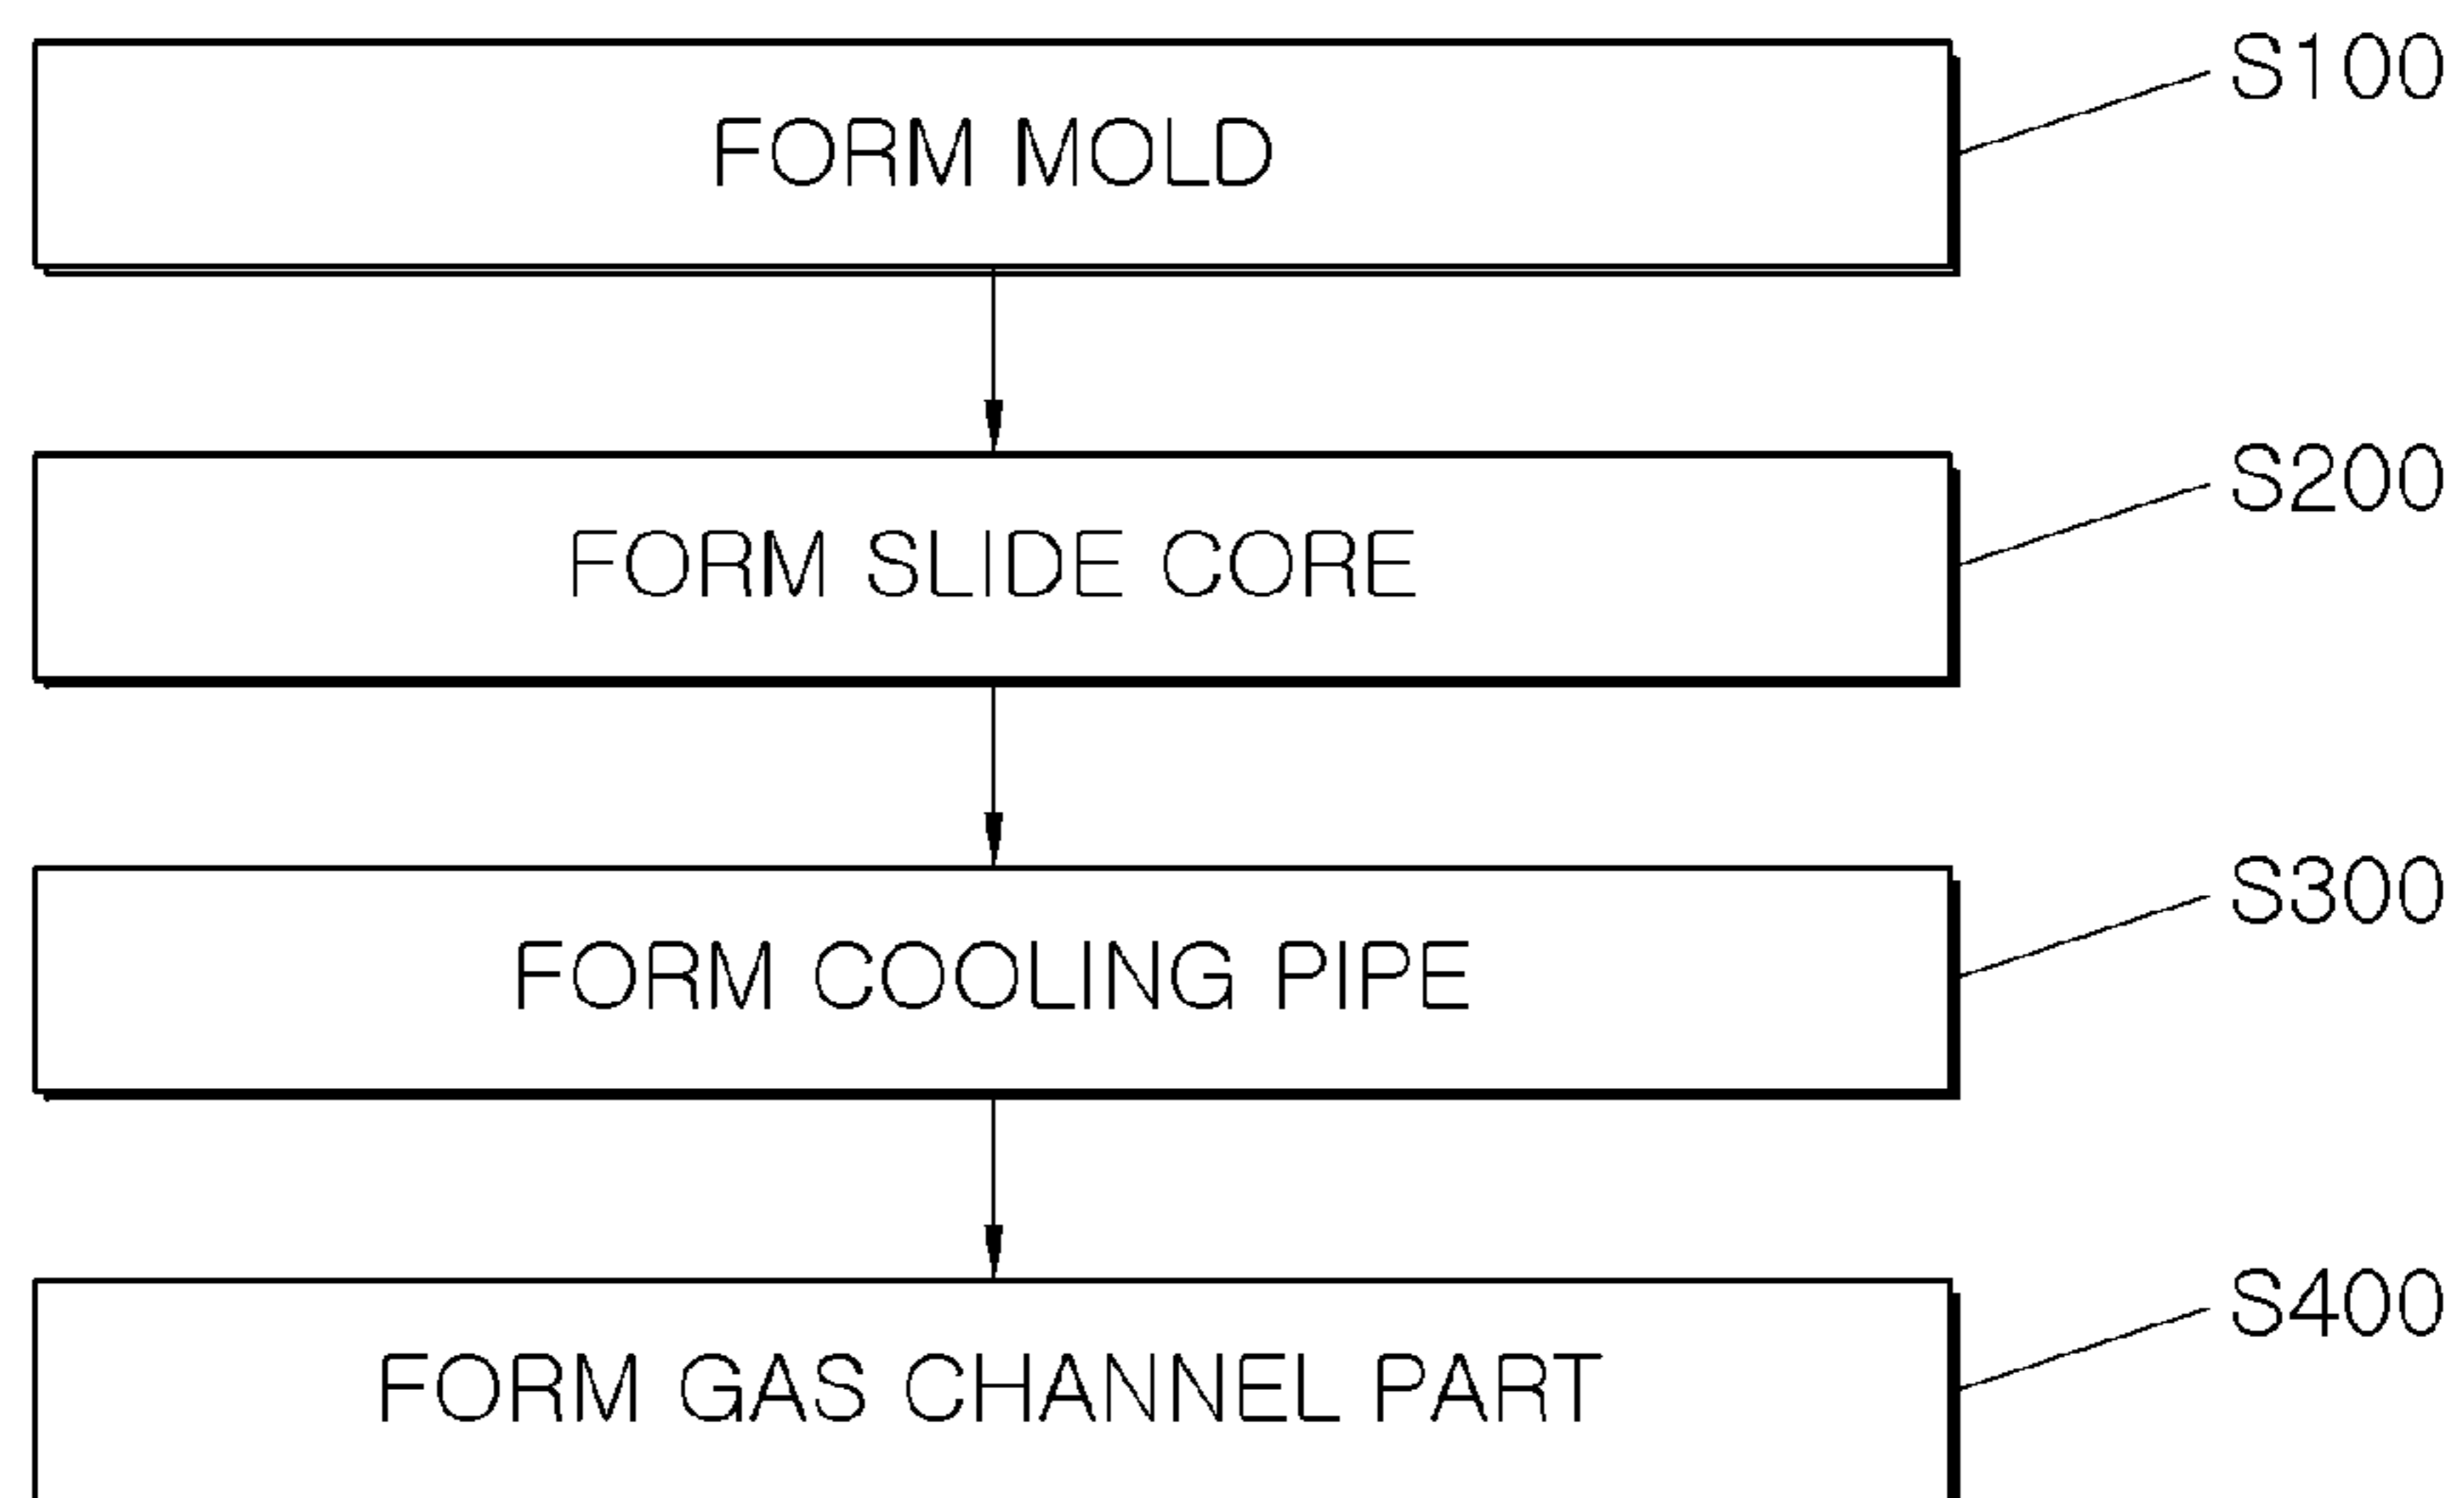 S100
FORM MOLD
S200
FORM SLIDE CORE
S300
FORM COOLING PIPE
S400
FORM GAS CHANNEL PART